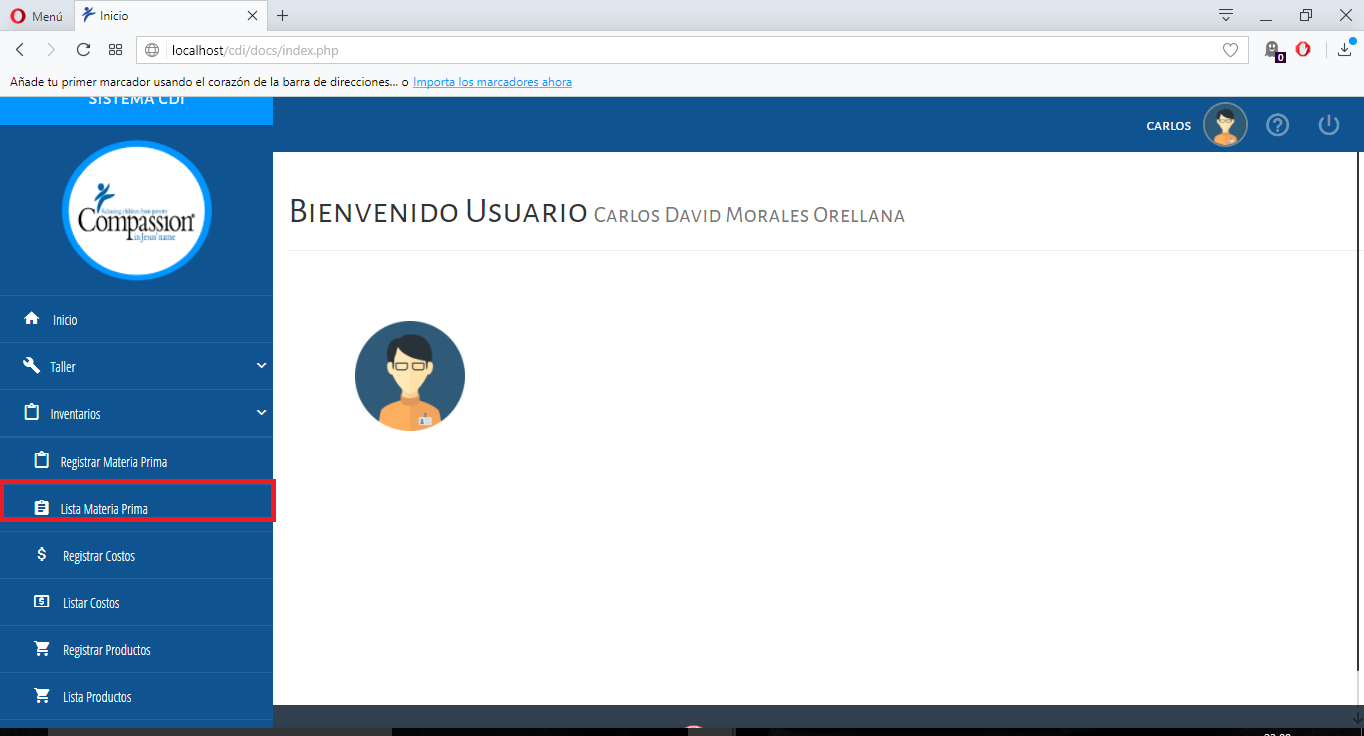 Menú
Inicio
localhost/cdi/docs/index.php
0
Añade tu primer marcador usando el corazón de la barra de direcciones... o Importa los marcadores ahora
SISTEMA CDI
CARLOS
Releasing children from poverty
Compassion®
in Jesus' name
Bienvenido Usuario Carlos David Morales Orellana
Inicio
Taller
Inventarios
Registrar Materia Prima
Lista Materia Prima
Registrar Costos
Listar Costos
Registrar Productos
Lista Productos